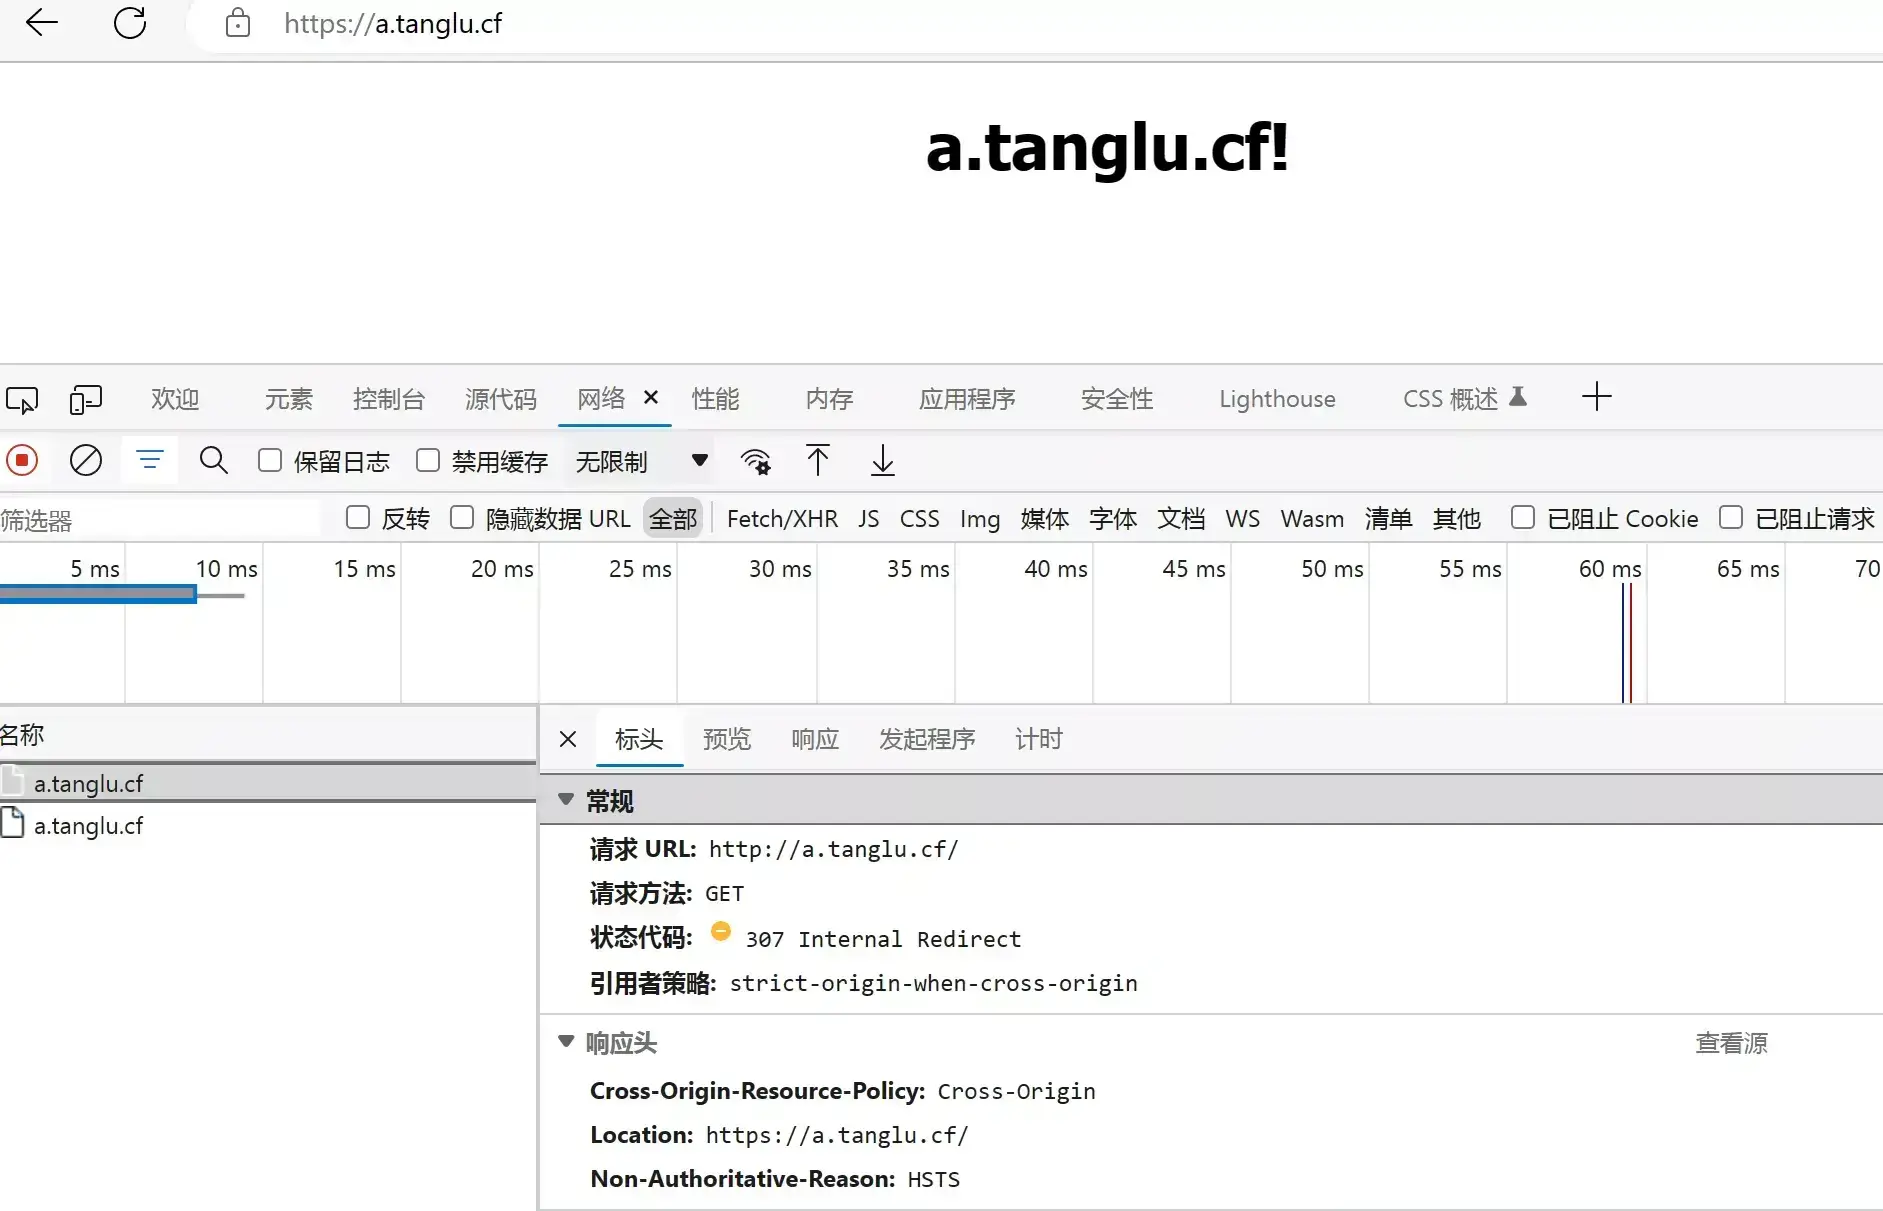 https://a.tanglu.cf
a.tanglu.cf!
欢迎 元素 控制台 源代码 网络 性能 内存 应用程序 安全性 Lighthouse CSS 概述
保留日志 禁用缓存 无限制
筛选器 反转 隐藏数据 URL 全部 Fetch/XHR JS CSS Img 媒体 字体 文档 WS Wasm 清单 其他 已阻止 Cookie 已阻止请求
5 ms 10 ms 15 ms 20 ms 25 ms 30 ms 35 ms 40 ms 45 ms 50 ms 55 ms 60 ms 65 ms 70
名称
a.tanglu.cf
a.tanglu.cf
标头 预览 响应 发起程序 计时
常规
请求 URL: http://a.tanglu.cf/
请求方法: GET
状态代码: 307 Internal Redirect
引用者策略: strict-origin-when-cross-origin
响应头 查看源
Cross-Origin-Resource-Policy: Cross-Origin
Location: https://a.tanglu.cf/
Non-Authoritative-Reason: HSTS